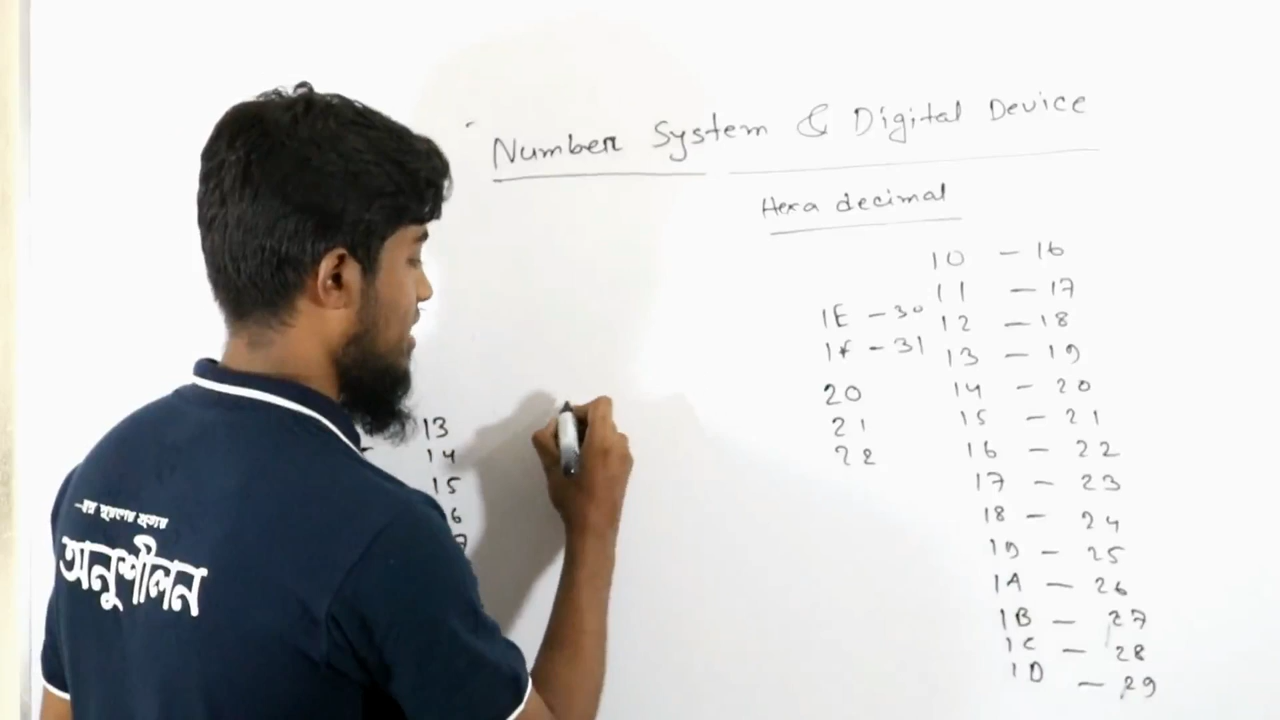 Number System & Digital Device
Hexa decimal
10 - 16
11 - 17
12 - 18
13 - 19
14 - 20
15 - 21
16 - 22
17 - 23
18 - 24
19 - 25
1A - 26
1B - 27
1C - 28
1D - 29
1E - 30
1F - 31
20
21
22
13
14
15
6
অনুশীলন